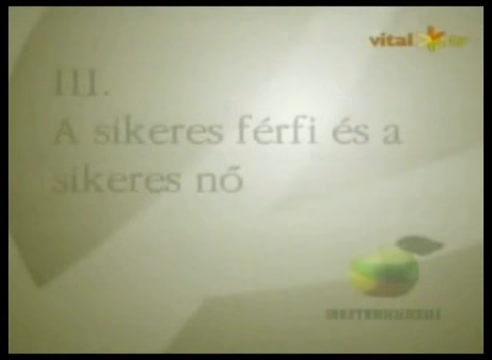 vital
III.
A sikeres férfi és a
sikeres nő